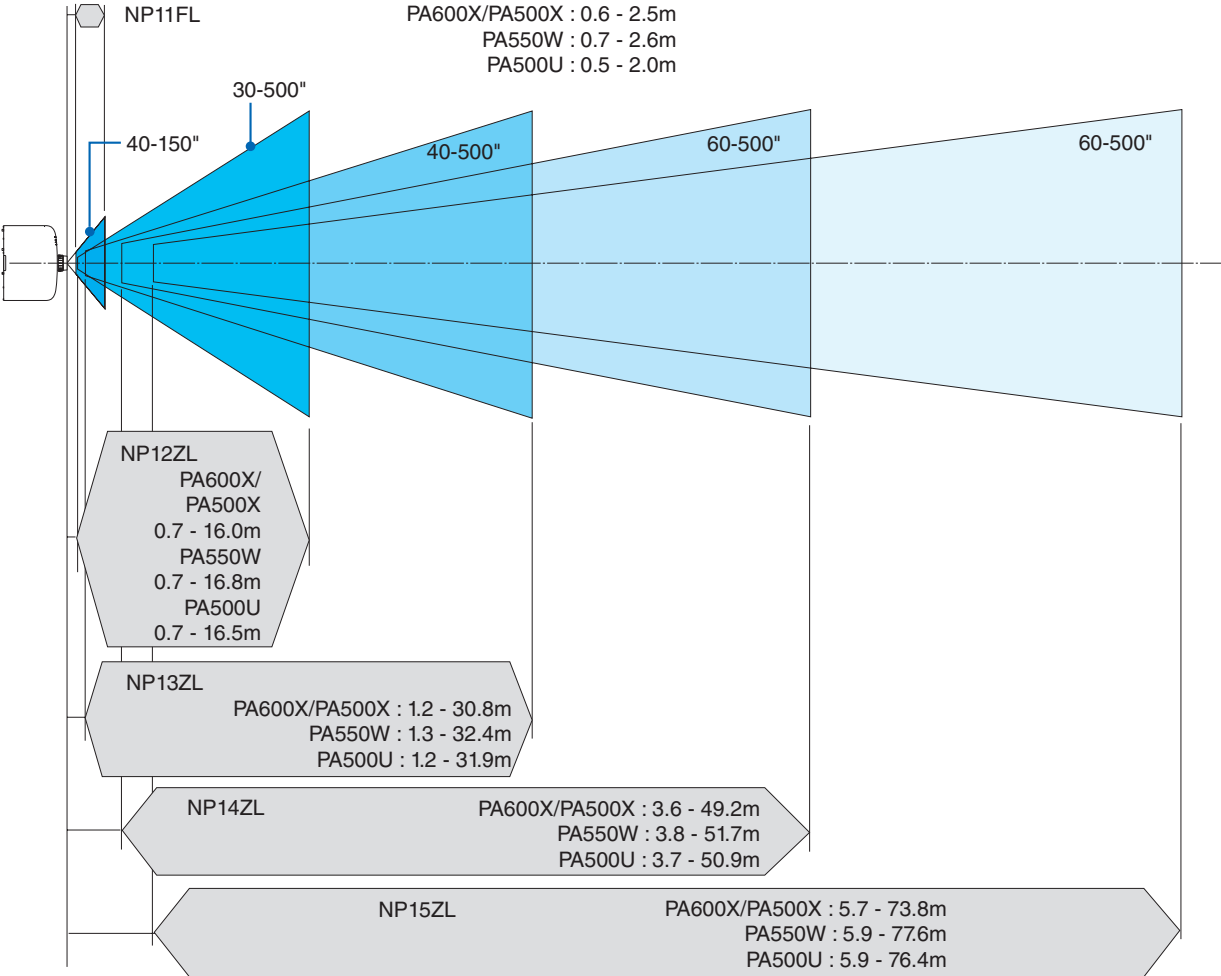 NP11FL
PA600X/PA500X : 0.6 - 2.5m
PA550W : 0.7 - 2.6m
PA500U : 0.5 - 2.0m
30-500"
40-150"
40-500"
60-500"
60-500"
NP12ZL
PA600X/
PA500X
0.7 - 16.0m
PA550W
0.7 - 16.8m
PA500U
0.7 - 16.5m
NP13ZL
PA600X/PA500X : 1.2 - 30.8m
PA550W : 1.3 - 32.4m
PA500U : 1.2 - 31.9m
NP14ZL
PA600X/PA500X : 3.6 - 49.2m
PA550W : 3.8 - 51.7m
PA500U : 3.7 - 50.9m
NP15ZL
PA600X/PA500X : 5.7 - 73.8m
PA550W : 5.9 - 77.6m
PA500U : 5.9 - 76.4m